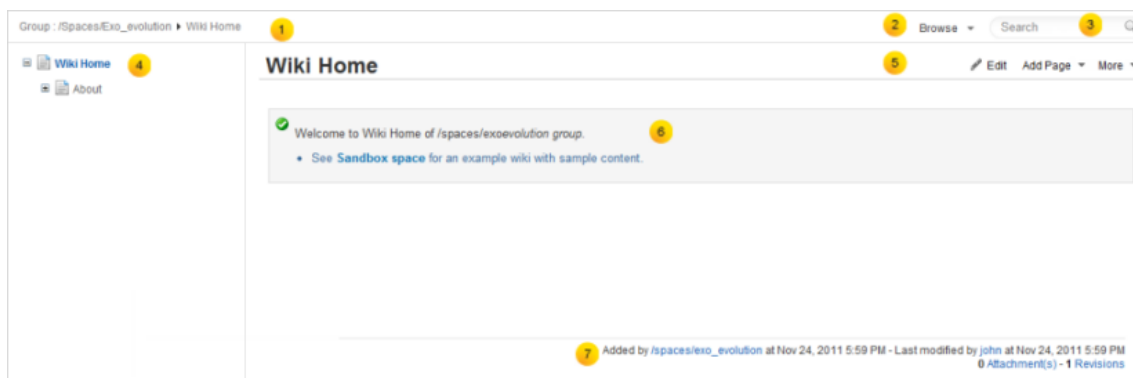 Group : /Spaces/Exo_evolution Wiki Home 1 2 Browse Search 3
Wiki Home 4
About
Wiki Home 5 Edit Add Page More
Welcome to Wiki Home of /spaces/exoevolution group. 6
• See Sandbox space for an example wiki with sample content.
7 Added by /spaces/exo_evolution at Nov 24, 2011 5:59 PM - Last modified by john at Nov 24, 2011 5:59 PM
0 Attachment(s) - 1 Revisions